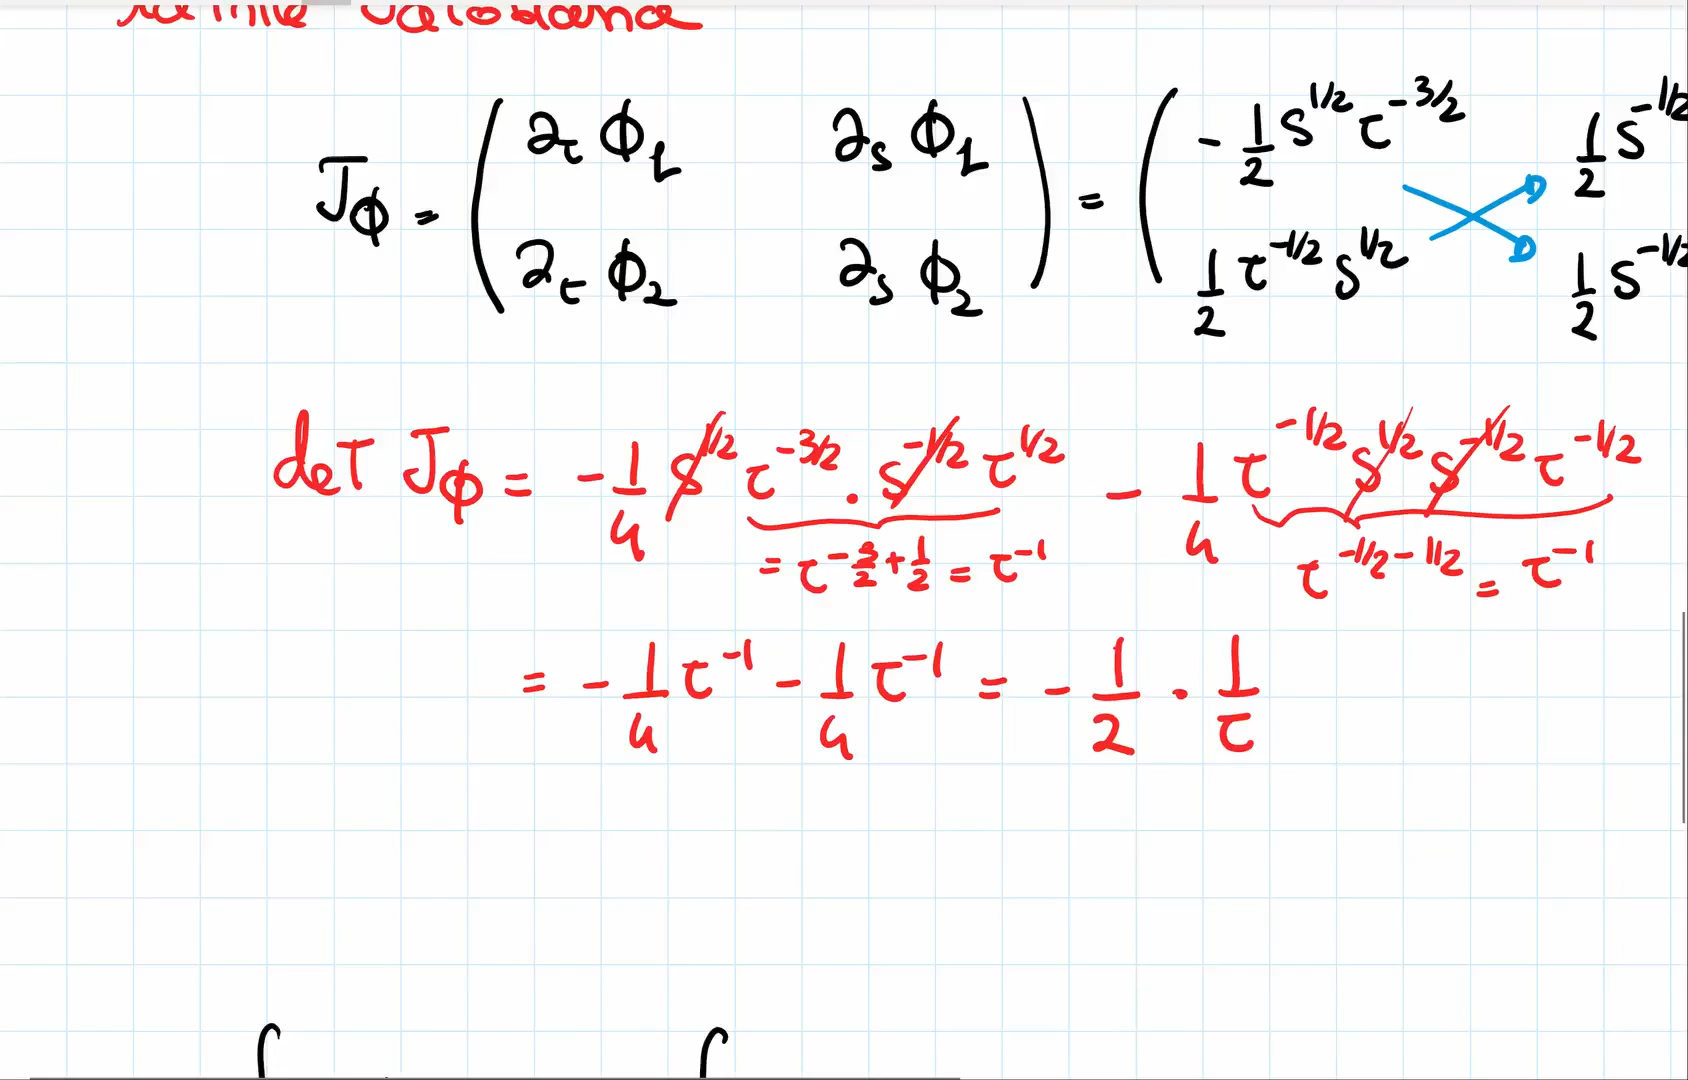 J_ϕ = ( ∂_τ ϕ_1 ∂_s ϕ_1 ; ∂_τ ϕ_2 ∂_s ϕ_2 ) = ( -1/2 s^{1/2} τ^{-3/2} 1/2 s^{-1/2} ; 1/2 τ^{-1/2} s^{1/2} 1/2 s^{-1/2}
det J_ϕ = -1/4 s^{1/2} τ^{-3/2} · s^{-1/2} τ^{1/2} - 1/4 τ^{-1/2} s^{1/2} s^{-1/2} τ^{-1/2}
= τ^{-3/2+1/2} = τ^{-1} τ^{-1/2-1/2} = τ^{-1}
= -1/4 τ^{-1} - 1/4 τ^{-1} = -1/2 · 1/τ